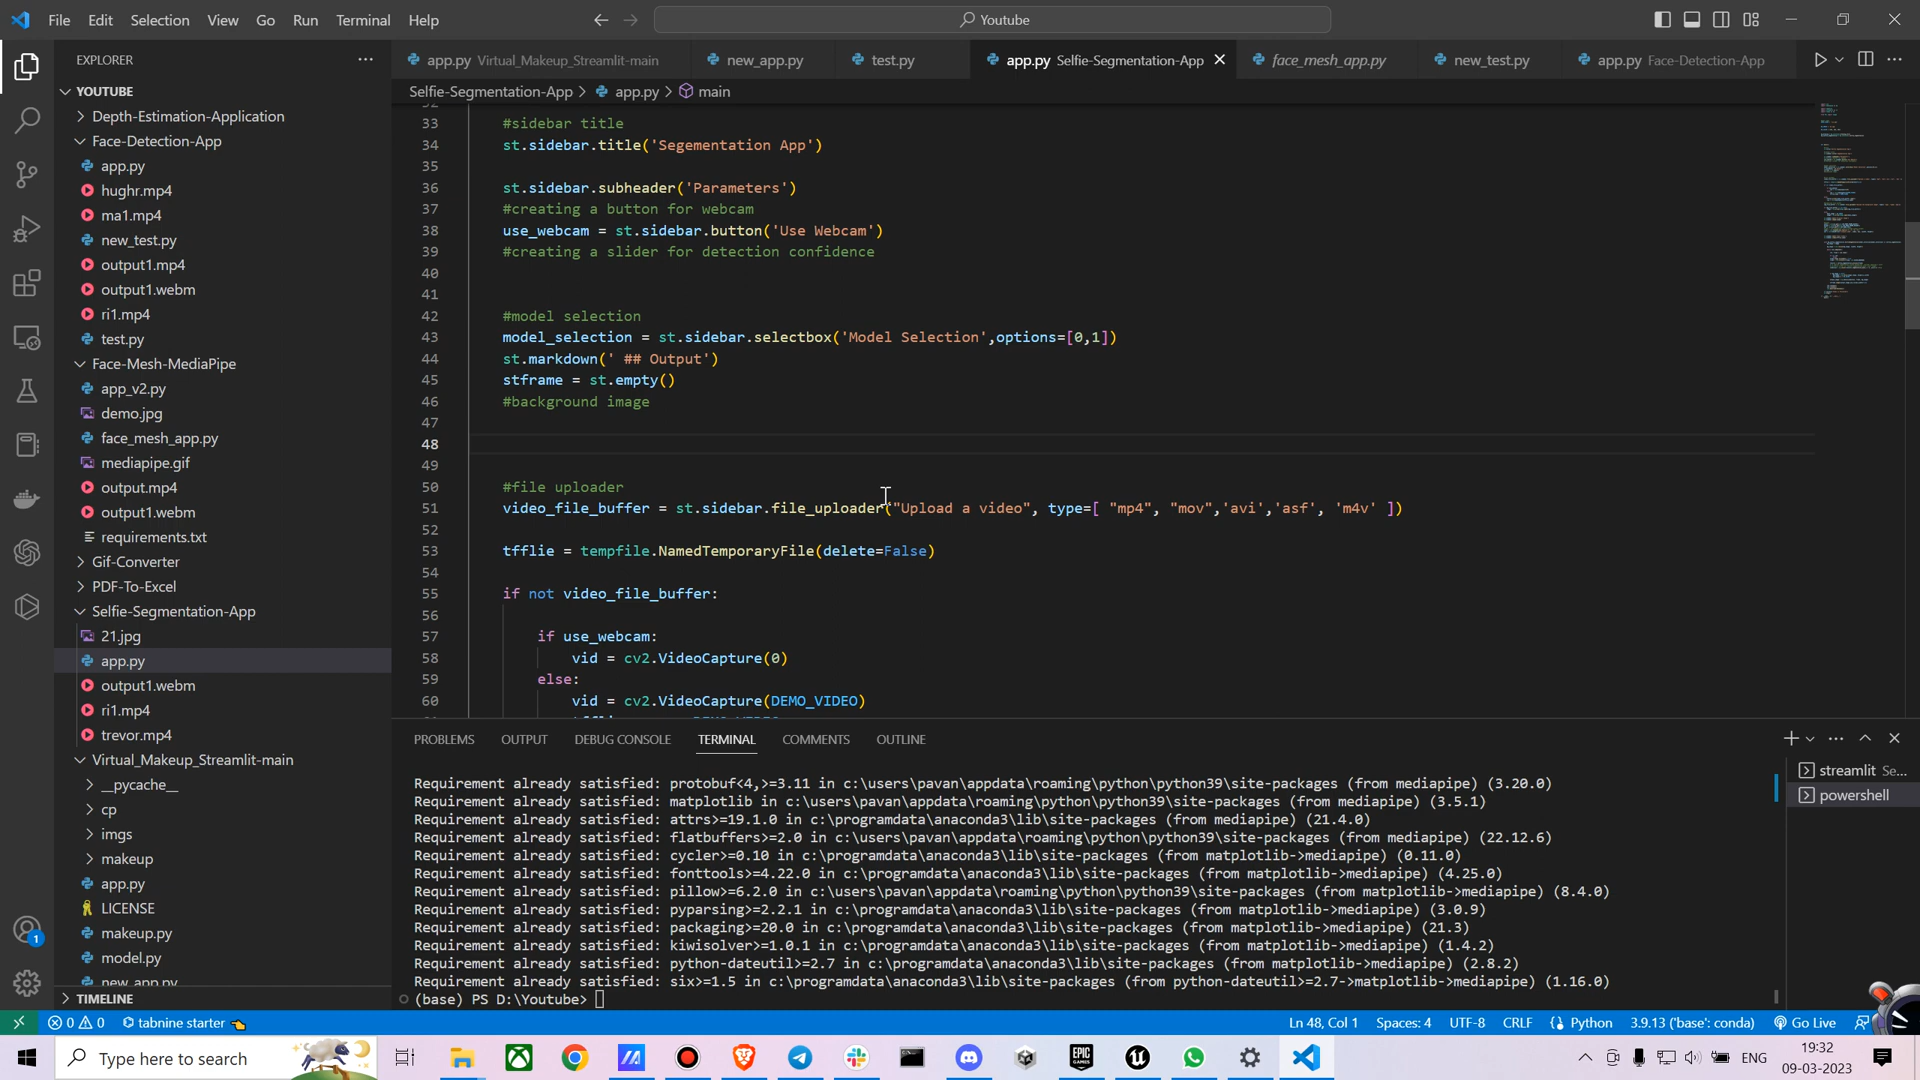 File Edit Selection View Go Run Terminal Help
Youtube
EXPLORER
YOUTUBE
Depth-Estimation-Application
Face-Detection-App
app.py
hughr.mp4
ma1.mp4
new_test.py
output1.mp4
output1.webm
ri1.mp4
test.py
Face-Mesh-MediaPipe
app_v2.py
demo.jpg
face_mesh_app.py
mediapipe.gif
output.mp4
output1.webm
requirements.txt
Gif-Converter
PDF-To-Excel
Selfie-Segmentation-App
21.jpg
app.py
output1.webm
ri1.mp4
trevor.mp4
Virtual_Makeup_Streamlit-main
__pycache__
cp
imgs
makeup
app.py
LICENSE
makeup.py
model.py
new_app.py
TIMELINE
app.py Virtual_Makeup_Streamlit-main new_app.py test.py app.py Selfie-Segmentation-App face_mesh_app.py new_test.py app.py Face-Detection-App
Selfie-Segmentation-App > app.py > main
33 #sidebar title
34 st.sidebar.title('Segementation App')
35
36 st.sidebar.subheader('Parameters')
37 #creating a button for webcam
38 use_webcam = st.sidebar.button('Use Webcam')
39 #creating a slider for detection confidence
40
41
42 #model selection
43 model_selection = st.sidebar.selectbox('Model Selection',options=[0,1])
44 st.markdown(' ## Output')
45 stframe = st.empty()
46 #background image
47
48
49
50 #file uploader
51 video_file_buffer = st.sidebar.file_uploader("Upload a video", type=[ "mp4", "mov",'avi','asf', 'm4v' ])
52
53 tfflie = tempfile.NamedTemporaryFile(delete=False)
54
55 if not video_file_buffer:
56
57 if use_webcam:
58 vid = cv2.VideoCapture(0)
59 else:
60 vid = cv2.VideoCapture(DEMO_VIDEO)
PROBLEMS OUTPUT DEBUG CONSOLE TERMINAL COMMENTS OUTLINE
streamlit Se...
powershell
Requirement already satisfied: protobuf<4,>=3.11 in c:\users\pavan\appdata\roaming\python\python39\site-packages (from mediapipe) (3.20.0)
Requirement already satisfied: matplotlib in c:\users\pavan\appdata\roaming\python\python39\site-packages (from mediapipe) (3.5.1)
Requirement already satisfied: attrs>=19.1.0 in c:\programdata\anaconda3\lib\site-packages (from mediapipe) (21.4.0)
Requirement already satisfied: flatbuffers>=2.0 in c:\users\pavan\appdata\roaming\python\python39\site-packages (from mediapipe) (22.12.6)
Requirement already satisfied: cycler>=0.10 in c:\programdata\anaconda3\lib\site-packages (from matplotlib->mediapipe) (0.11.0)
Requirement already satisfied: fonttools>=4.22.0 in c:\programdata\anaconda3\lib\site-packages (from matplotlib->mediapipe) (4.25.0)
Requirement already satisfied: pillow>=6.2.0 in c:\users\pavan\appdata\roaming\python\python39\site-packages (from matplotlib->mediapipe) (8.4.0)
Requirement already satisfied: pyparsing>=2.2.1 in c:\programdata\anaconda3\lib\site-packages (from matplotlib->mediapipe) (3.0.9)
Requirement already satisfied: packaging>=20.0 in c:\programdata\anaconda3\lib\site-packages (from matplotlib->mediapipe) (21.3)
Requirement already satisfied: kiwisolver>=1.0.1 in c:\programdata\anaconda3\lib\site-packages (from matplotlib->mediapipe) (1.4.2)
Requirement already satisfied: python-dateutil>=2.7 in c:\programdata\anaconda3\lib\site-packages (from matplotlib->mediapipe) (2.8.2)
Requirement already satisfied: six>=1.5 in c:\programdata\anaconda3\lib\site-packages (from python-dateutil>=2.7->matplotlib->mediapipe) (1.16.0)
(base) PS D:\Youtube>
0 0 tabnine starter Ln 48, Col 1 Spaces: 4 UTF-8 CRLF Python 3.9.13 ('base': conda) Go Live
Type here to search
EPIC GAMES
ENG
19:32
09-03-2023